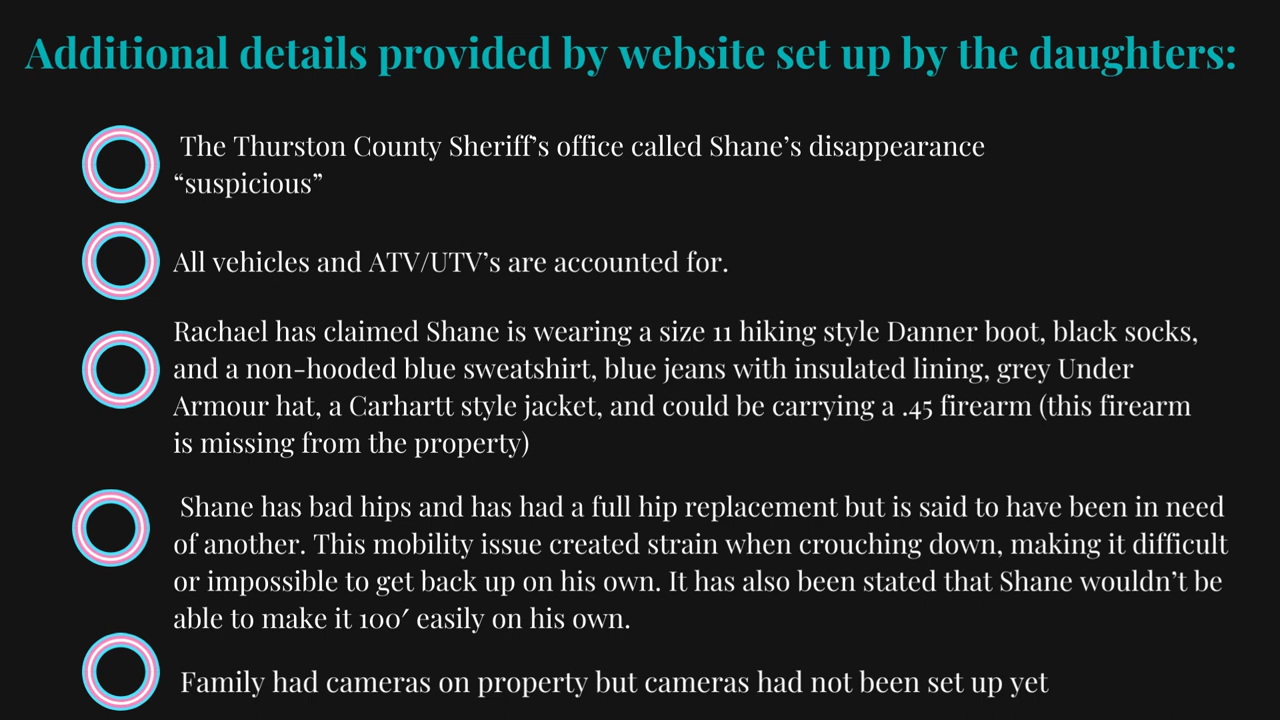 Additional details provided by website set up by the daughters:
The Thurston County Sheriff’s office called Shane’s disappearance
“suspicious”
All vehicles and ATV/UTV’s are accounted for.
Rachael has claimed Shane is wearing a size 11 hiking style Danner boot, black socks,
and a non-hooded blue sweatshirt, blue jeans with insulated lining, grey Under
Armour hat, a Carhartt style jacket, and could be carrying a .45 firearm (this firearm
is missing from the property)
Shane has bad hips and has had a full hip replacement but is said to have been in need
of another. This mobility issue created strain when crouching down, making it difficult
or impossible to get back up on his own. It has also been stated that Shane wouldn’t be
able to make it 100′ easily on his own.
Family had cameras on property but cameras had not been set up yet